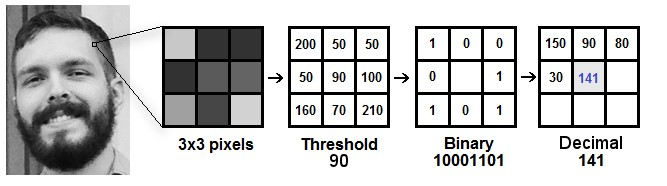 200 50 50
50 90 100
160 70 210
1 0 0
0 1
1 0 1
150 90 80
30 141
3x3 pixels
Threshold
90
Binary
10001101
Decimal
141